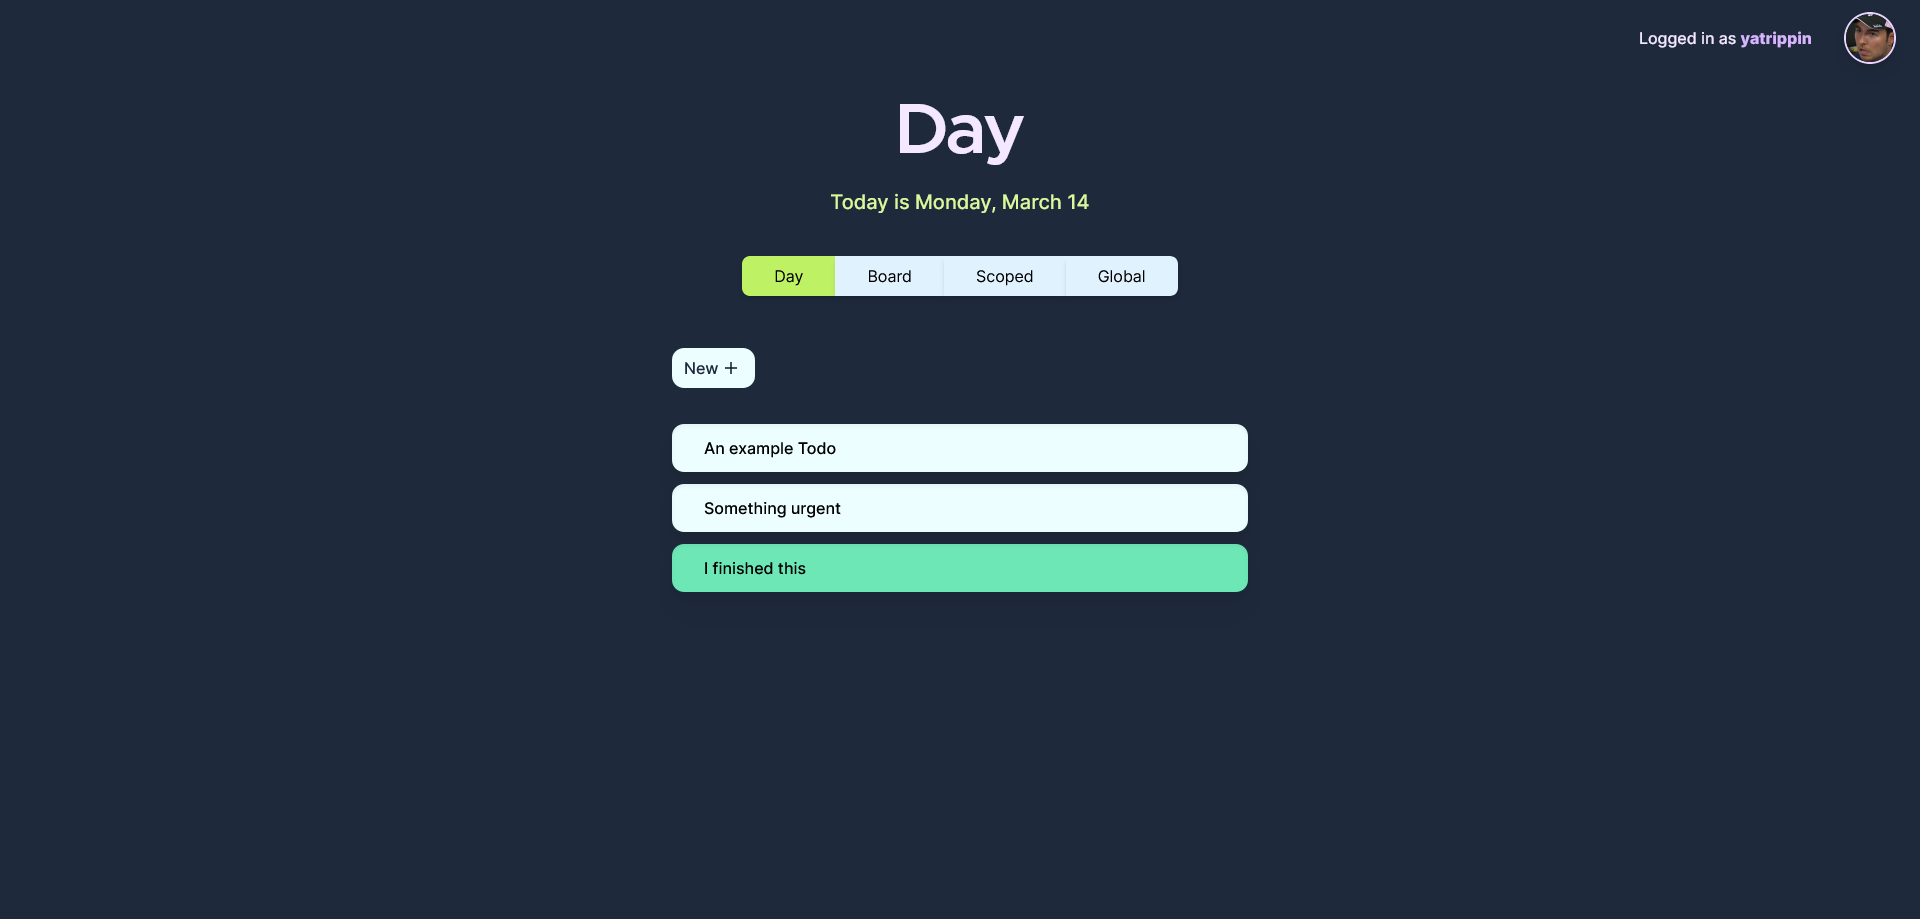 Logged in as yatrippin
Day
Today is Monday, March 14
Day Board Scoped Global
New +
An example Todo
Something urgent
I finished this